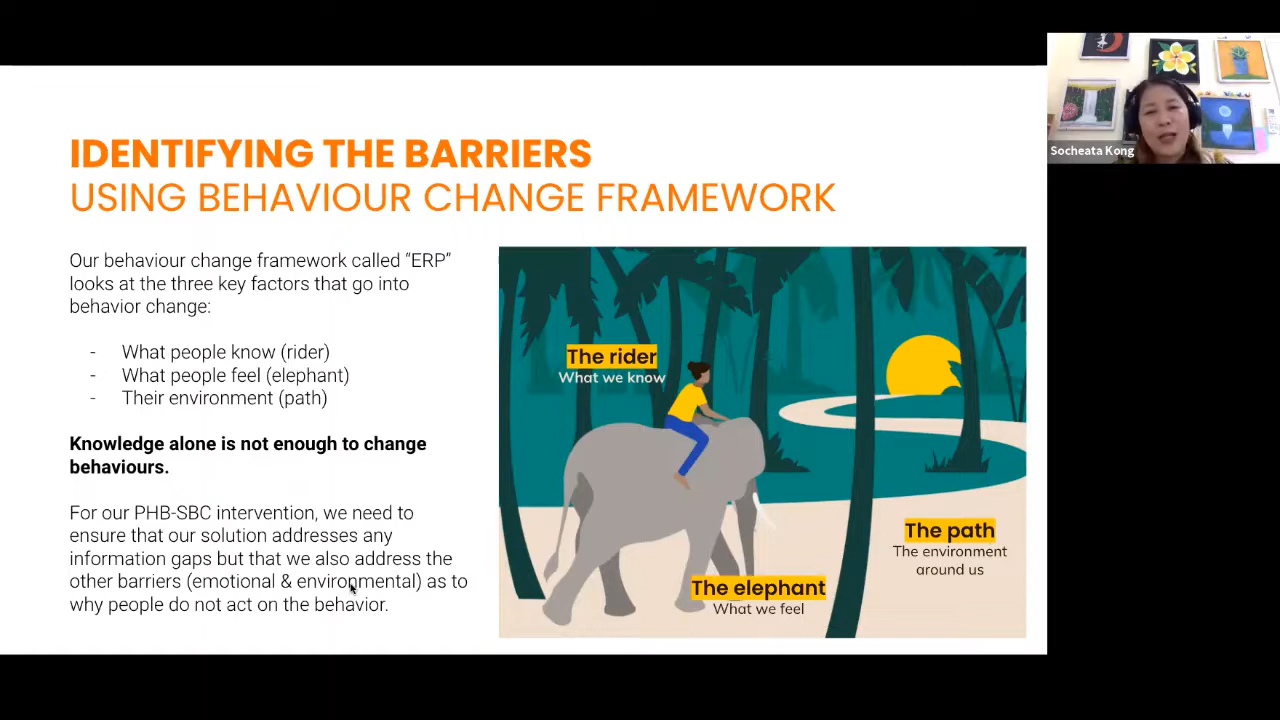 IDENTIFYING THE BARRIERS
USING BEHAVIOUR CHANGE FRAMEWORK
Our behaviour change framework called “ERP”
looks at the three key factors that go into
behavior change:
- What people know (rider)
- What people feel (elephant)
- Their environment (path)
Knowledge alone is not enough to change
behaviours.
For our PHB-SBC intervention, we need to
ensure that our solution addresses any
information gaps but that we also address the
other barriers (emotional & environmental) as to
why people do not act on the behavior.
The rider
What we know
The path
The environment
around us
The elephant
What we feel
Socheata Kong